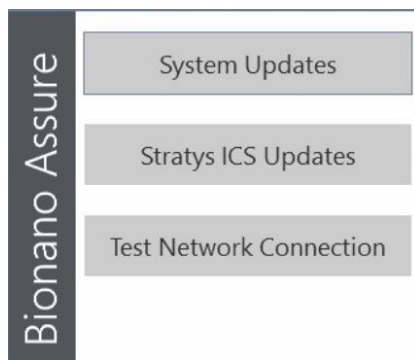 Bionano Assure
System Updates
Stratys ICS Updates
Test Network Connection